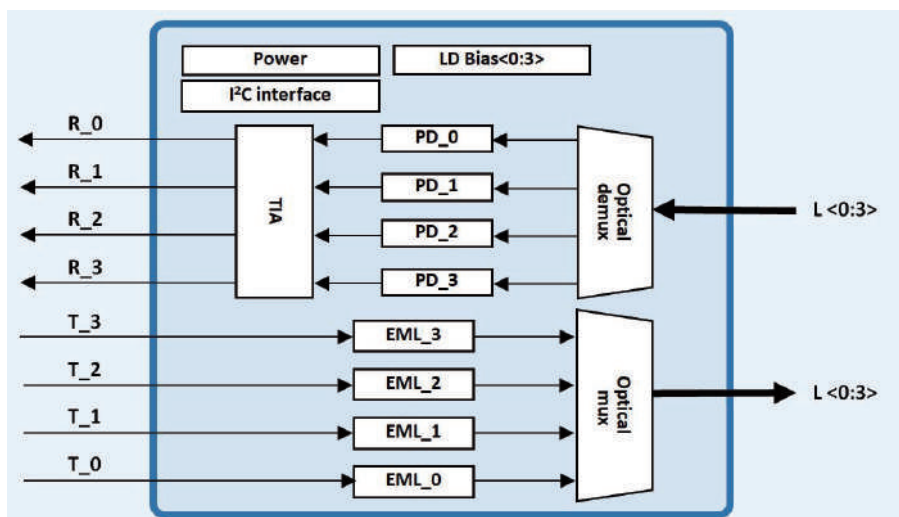 Power
LD Bias<0:3>
I²C interface
R_0
PD_0
R_1
PD_1
R_2
PD_2
R_3
PD_3
TIA
Optical
demux
L <0:3>
T_3
EML_3
T_2
EML_2
T_1
EML_1
T_0
EML_0
Optical
mux
L <0:3>